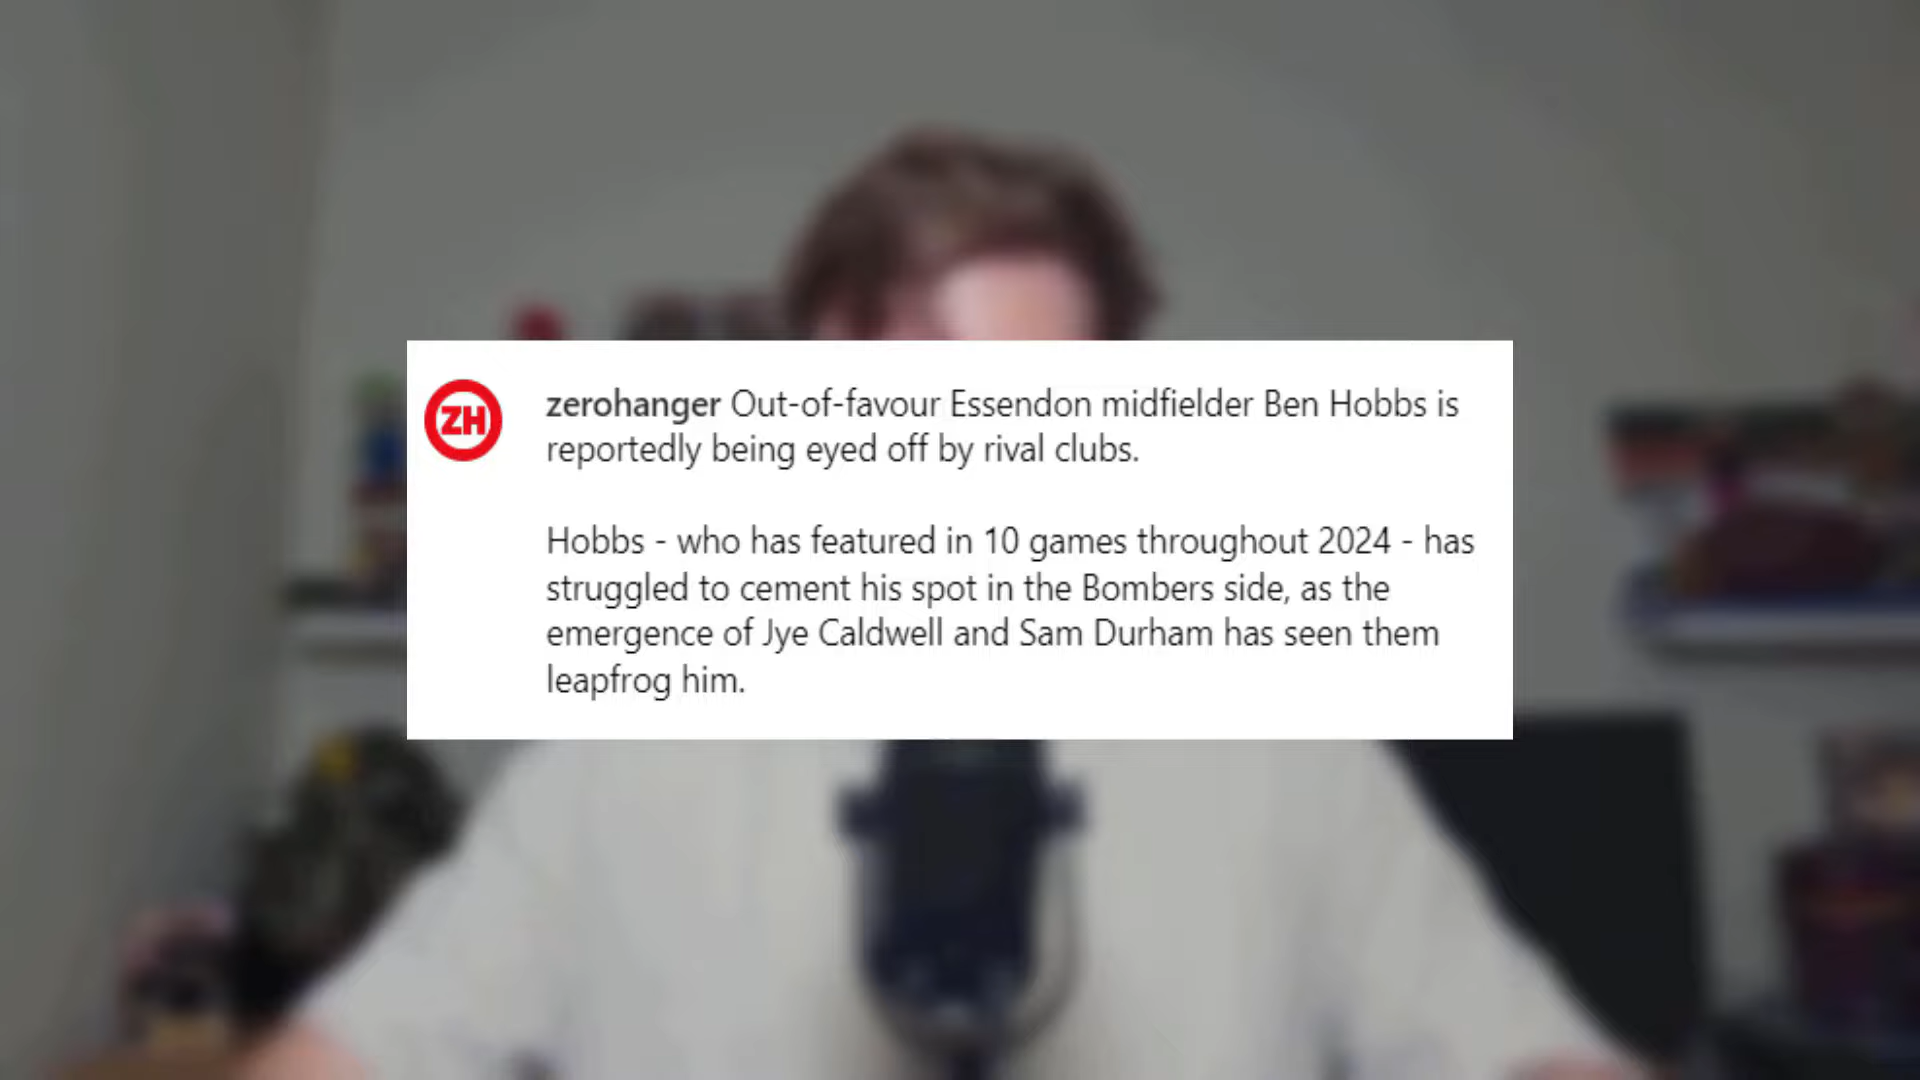 ZH
zerohanger Out-of-favour Essendon midfielder Ben Hobbs is
reportedly being eyed off by rival clubs.
Hobbs - who has featured in 10 games throughout 2024 - has
struggled to cement his spot in the Bombers side, as the
emergence of Jye Caldwell and Sam Durham has seen them
leapfrog him.